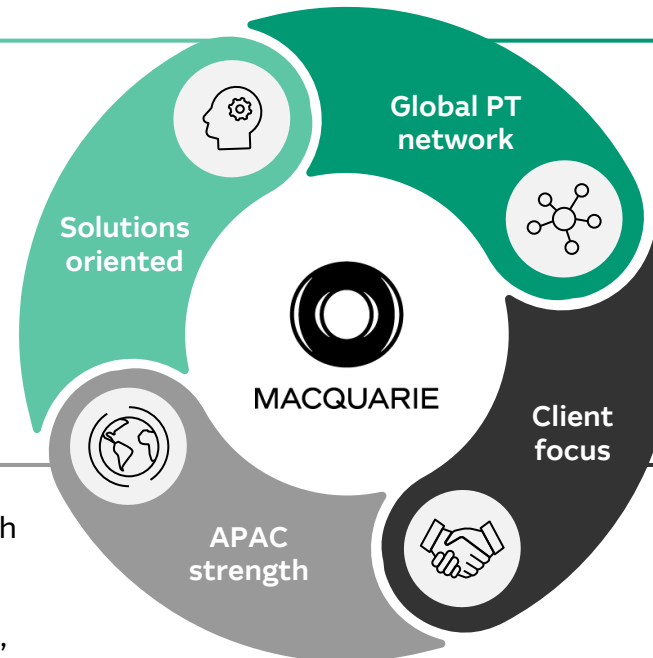 Global PT
network
Solutions
oriented
MACQUARIE
Client
focus
APAC
strength
h
,